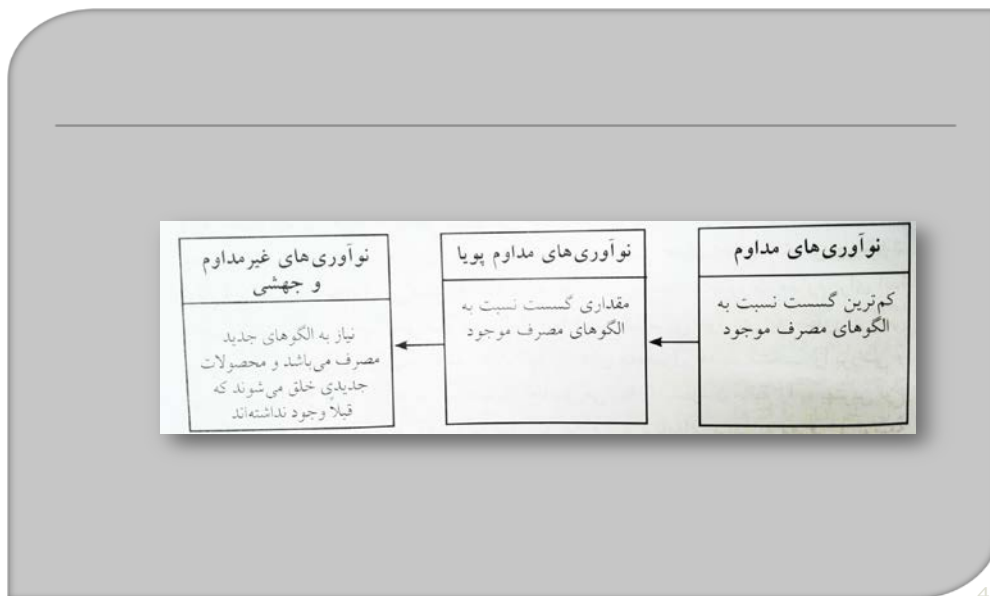 نوآوری‌های مداوم
کم‌ترین گسست نسبت به
الگوهای مصرف موجود
نوآوری‌های مداوم پویا
مقداری گسست نسبت به
الگوهای مصرف موجود
نوآوری‌های غیرمداوم
و جهشی
نیاز به الگوهای جدید
مصرف می‌باشد و محصولات
جدیدی خلق می‌شوند که
قبلاً وجود نداشته‌اند
4